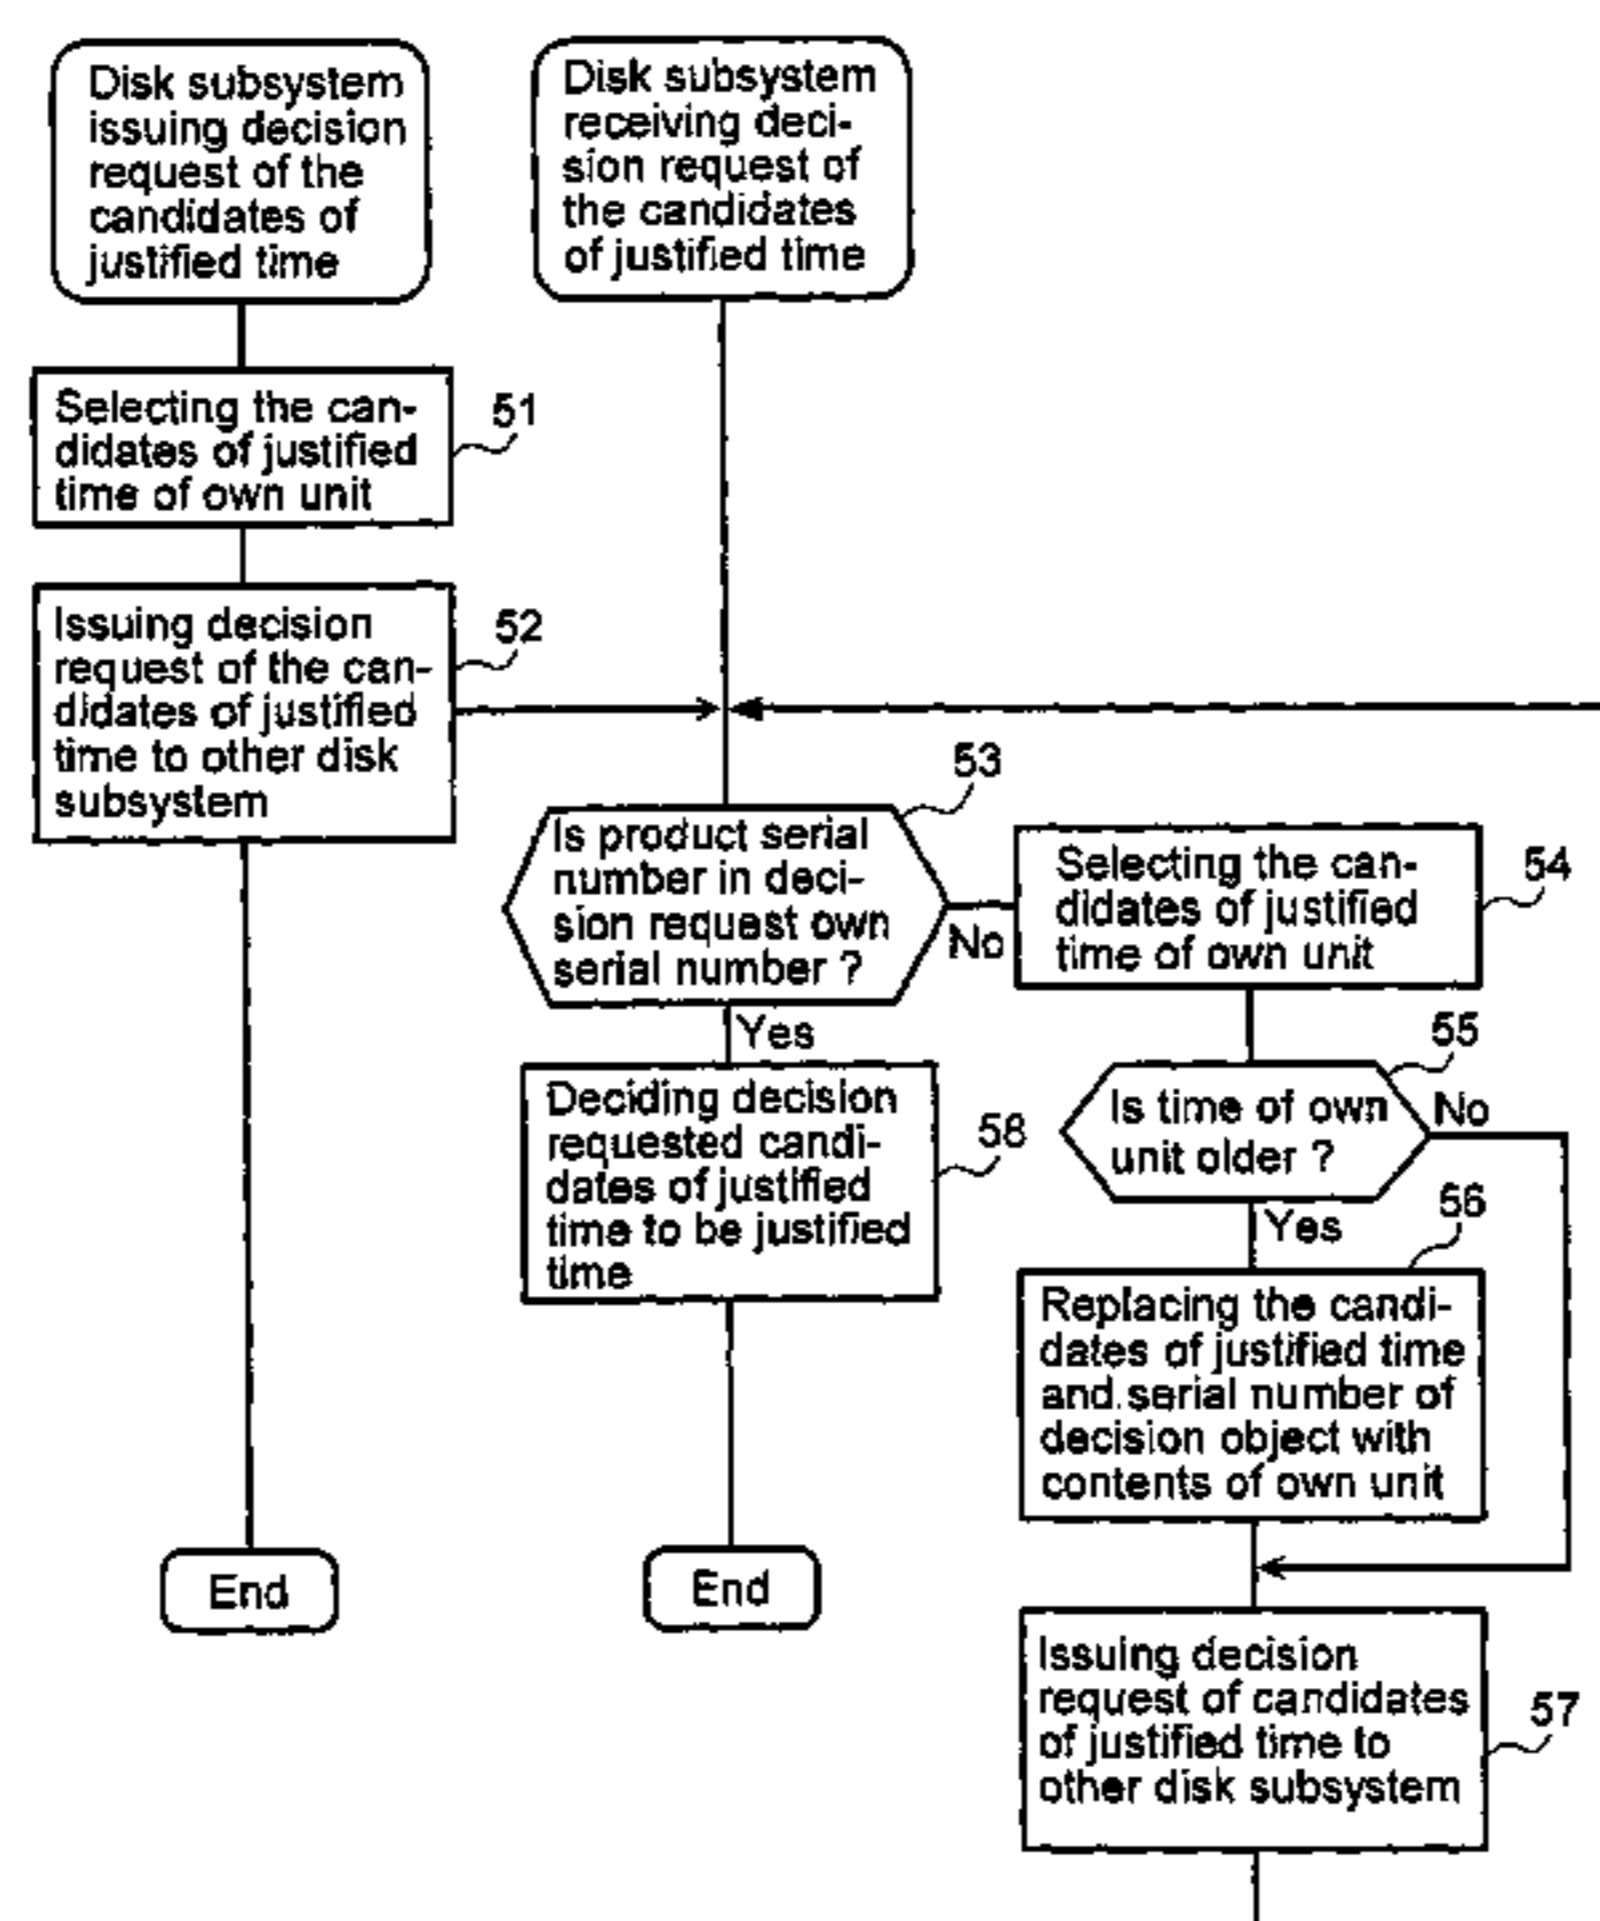 Disk subsystem
issuing decision
request of the
candidates of
justified time
Disk subsystem
receiving deci-
sion request of
the candidates
of justified time
Selecting the can-
didates of justified
time of own unit
51
Issuing decision
request of the can-
didates of justified
time to other disk
subsystem
52
53
Is product serial
number in deci-
sion request own
serial number ?
No
Yes
Selecting the can-
didates of justified
time of own unit
54
55
Is time of own
unit older ?
No
Yes
Deciding decision
requested candi-
dates of justified
time to be justified
time
58
56
Replacing the candi-
dates of justified time
and serial number of
decision object with
contents of own unit
End
End
Issuing decision
request of candidates
of justified time to
other disk subsystem
57